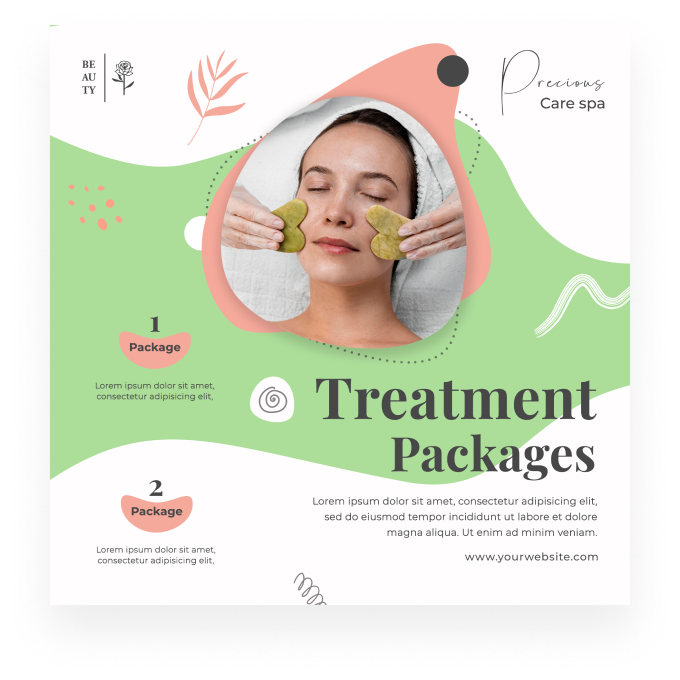 BE
AU
TY
Precious
Care spa
1
Package
Lorem ipsum dolor sit amet,
consectetur adipisicing elit,
Treatment
Packages
2
Package
Lorem ipsum dolor sit amet,
consectetur adipisicing elit,
Lorem ipsum dolor sit amet, consectetur adipisicing elit,
sed do eiusmod tempor incididunt ut labore et dolore
magna aliqua. Ut enim ad minim veniam.
www.yourwebsite.com